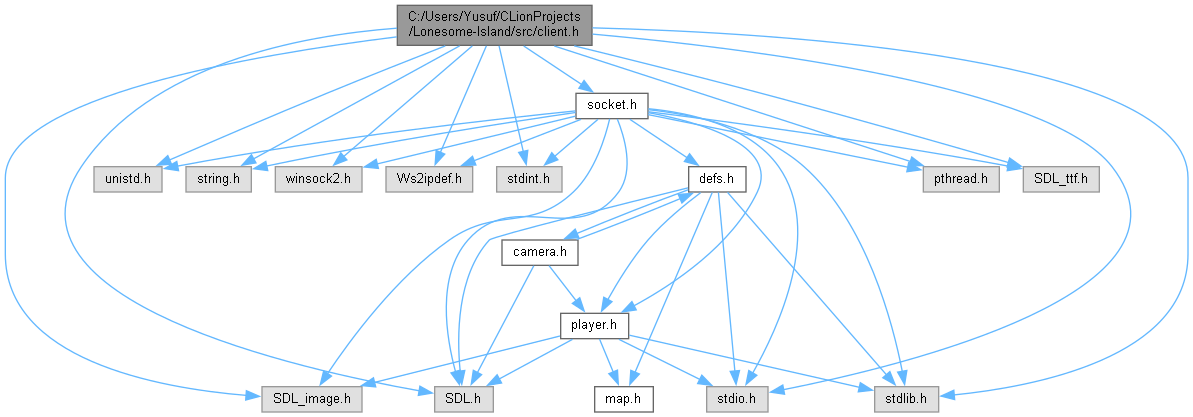 C:/Users/Yusuf/CLionProjects
/Lonesome-Island/src/client.h
socket.h
unistd.h
string.h
winsock2.h
Ws2ipdef.h
stdint.h
defs.h
pthread.h
SDL_ttf.h
camera.h
player.h
SDL_image.h
SDL.h
map.h
stdio.h
stdlib.h